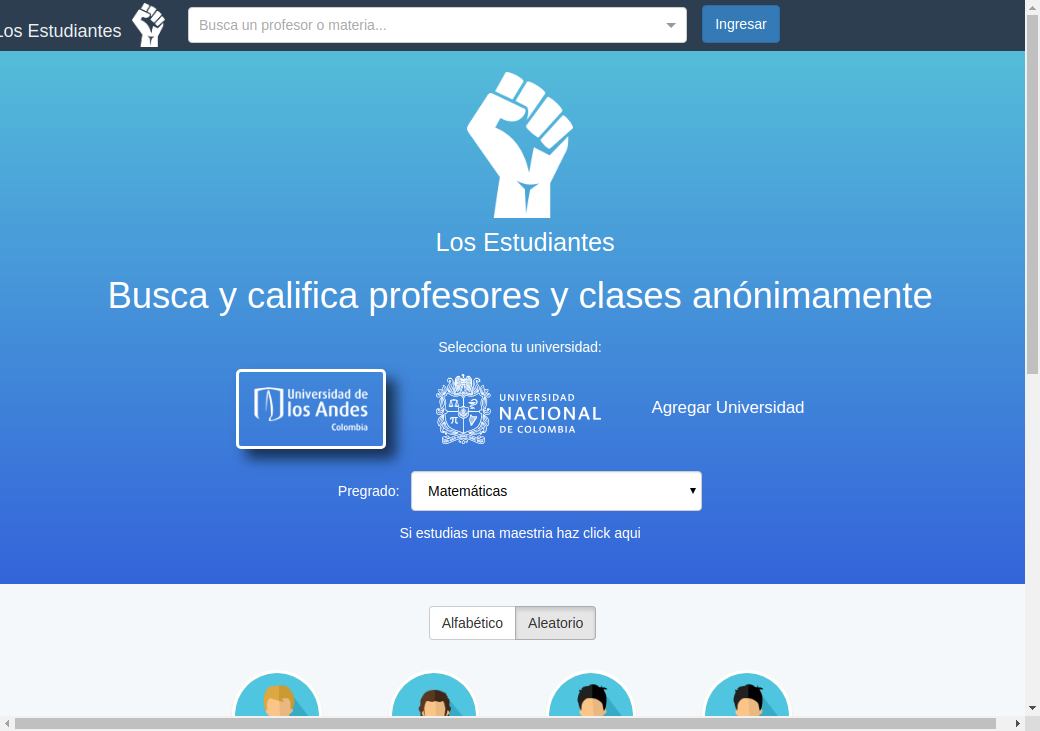 Los Estudiantes
Busca un profesor o materia...
Ingresar
Los Estudiantes
Busca y califica profesores y clases anónimamente
Selecciona tu universidad:
Universidad de
los Andes
Colombia
UNIVERSIDAD
NACIONAL
DE COLOMBIA
Agregar Universidad
Pregrado:
Matemáticas
Si estudias una maestria haz click aqui
Alfabético
Aleatorio